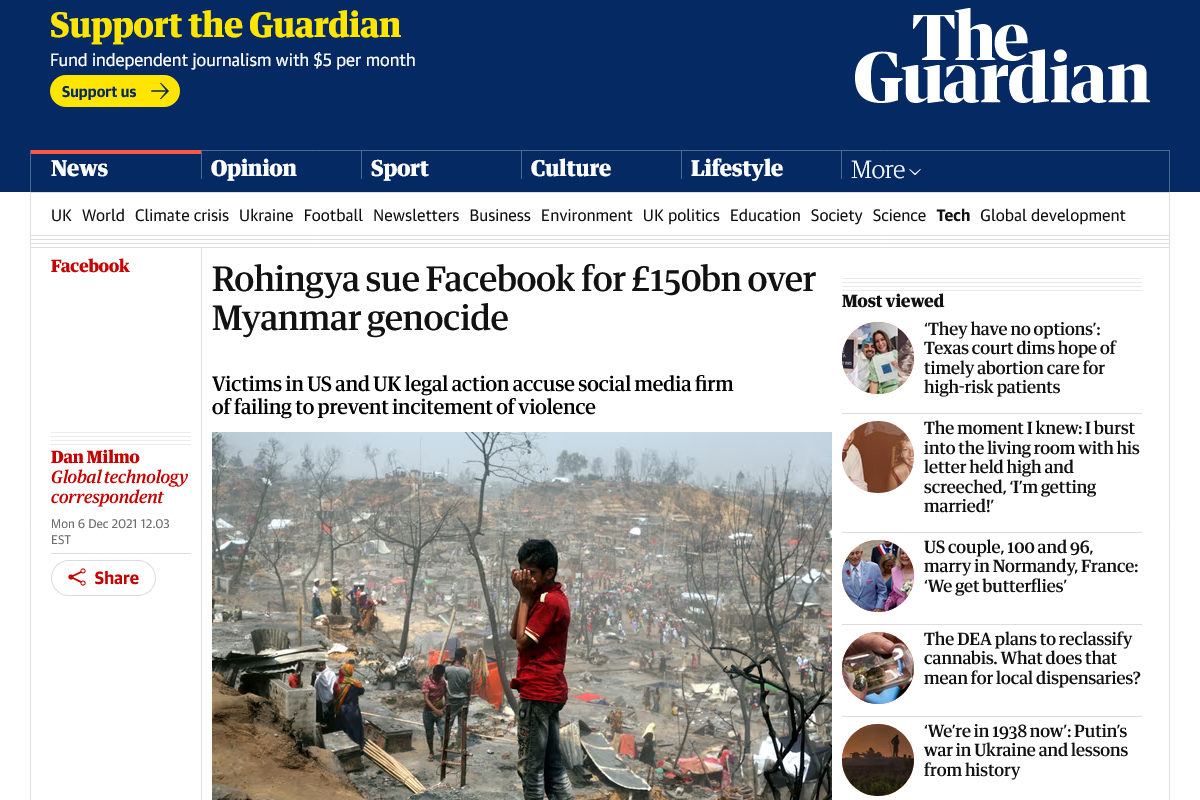 Support the Guardian
Fund independent journalism with $5 per month
Support us
The
Guardian
News
Opinion
Sport
Culture
Lifestyle
More
UK World Climate crisis Ukraine Football Newsletters Business Environment UK politics Education Society Science Tech Global development
Facebook
Rohingya sue Facebook for £150bn over
Myanmar genocide
Victims in US and UK legal action accuse social media firm
of failing to prevent incitement of violence
Dan Milmo
Global technology
correspondent
Mon 6 Dec 2021 12.03
EST
Share
Most viewed
‘They have no options’:
Texas court dims hope of
timely abortion care for
high-risk patients
The moment I knew: I burst
into the living room with his
letter held high and
screeched, ‘I’m getting
married!’
US couple, 100 and 96,
marry in Normandy, France:
‘We get butterflies’
The DEA plans to reclassify
cannabis. What does that
mean for local dispensaries?
‘We’re in 1938 now’: Putin’s
war in Ukraine and lessons
from history